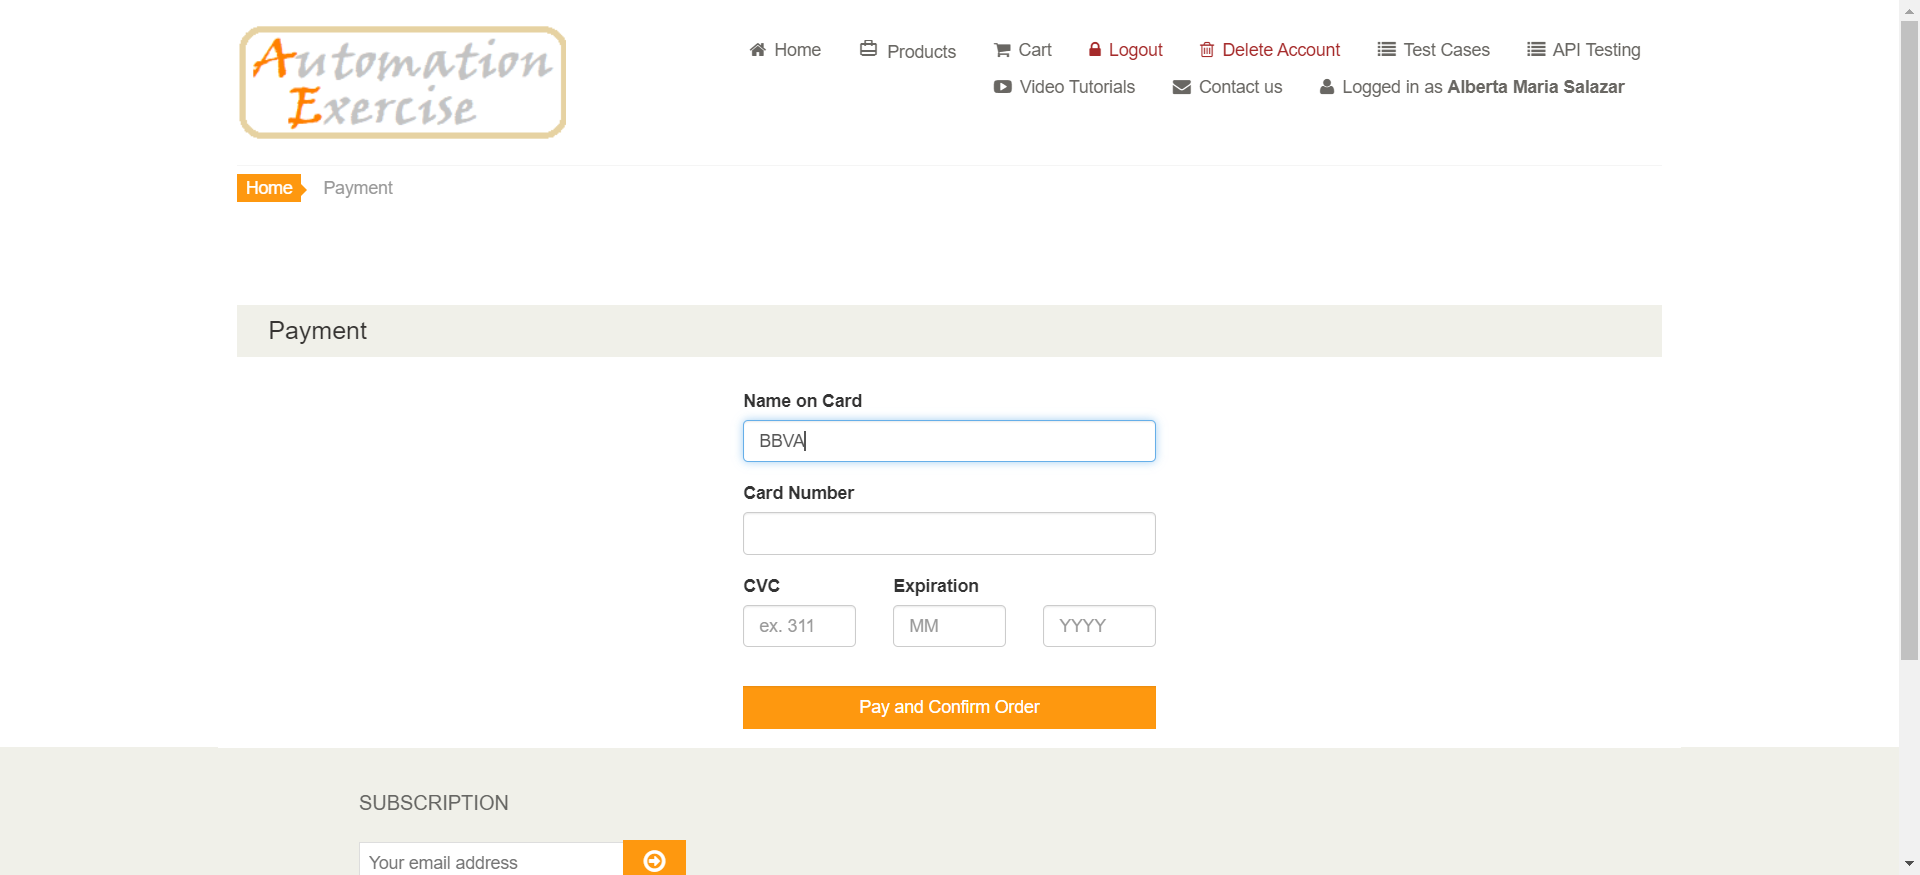 Automation
Exercise
Home Products Cart Logout Delete Account Test Cases API Testing
Video Tutorials Contact us Logged in as Alberta Maria Salazar
Home Payment
Payment
Name on Card
BBVA
Card Number
CVC Expiration
ex. 311 MM YYYY
Pay and Confirm Order
SUBSCRIPTION
Your email address